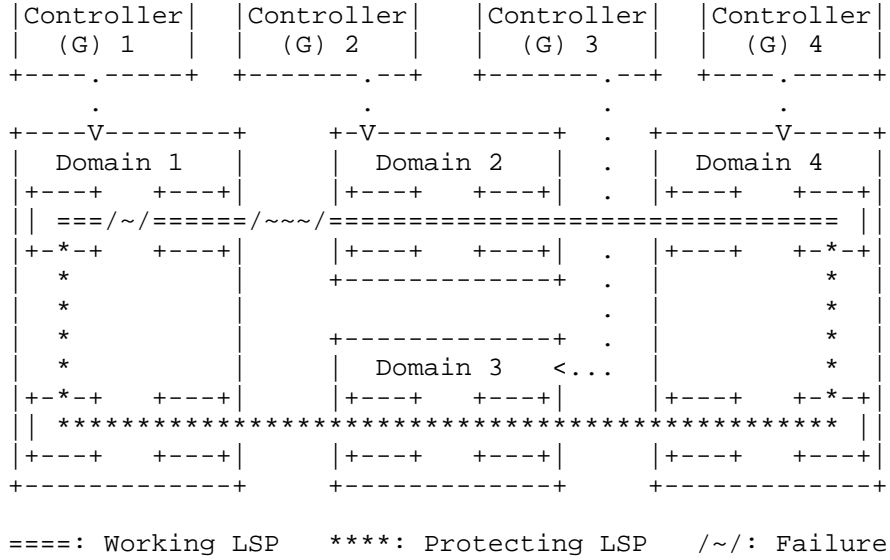 |Controller|  |Controller|   |Controller|  |Controller|
|  (G) 1   |  |  (G) 2   |   |  (G) 3   |  |  (G) 4   |
+----.-----+  +-------.--+   +-------.--+  +----.-----+
     .                .              .          .
+----V--------+     +-V-----------+  .  +-------V-----+
|  Domain 1   |     |  Domain 2   |  .  |  Domain 4   |
|+---+   +---+|     |+---+   +---+|  .  |+---+   +---+|
|| ===/~/======/~~~/================================ ||
|+-*-+   +---+|     |+---+   +---+|  .  |+---+   +-*-+|
|  *          |     +-------------+  .  |          *  |
|  *          |                      .  |          *  |
|  *          |     +-------------+  .  |          *  |
|  *          |     |  Domain 3   <...  |          *  |
|+-*-+   +---+|     |+---+   +---+|     |+---+   +-*-+|
|| ************************************************* ||
|+---+   +---+|     |+---+   +---+|     |+---+   +---+|
+-------------+     +-------------+     +-------------+
====: Working LSP   ****: Protecting LSP   /~/: Failure